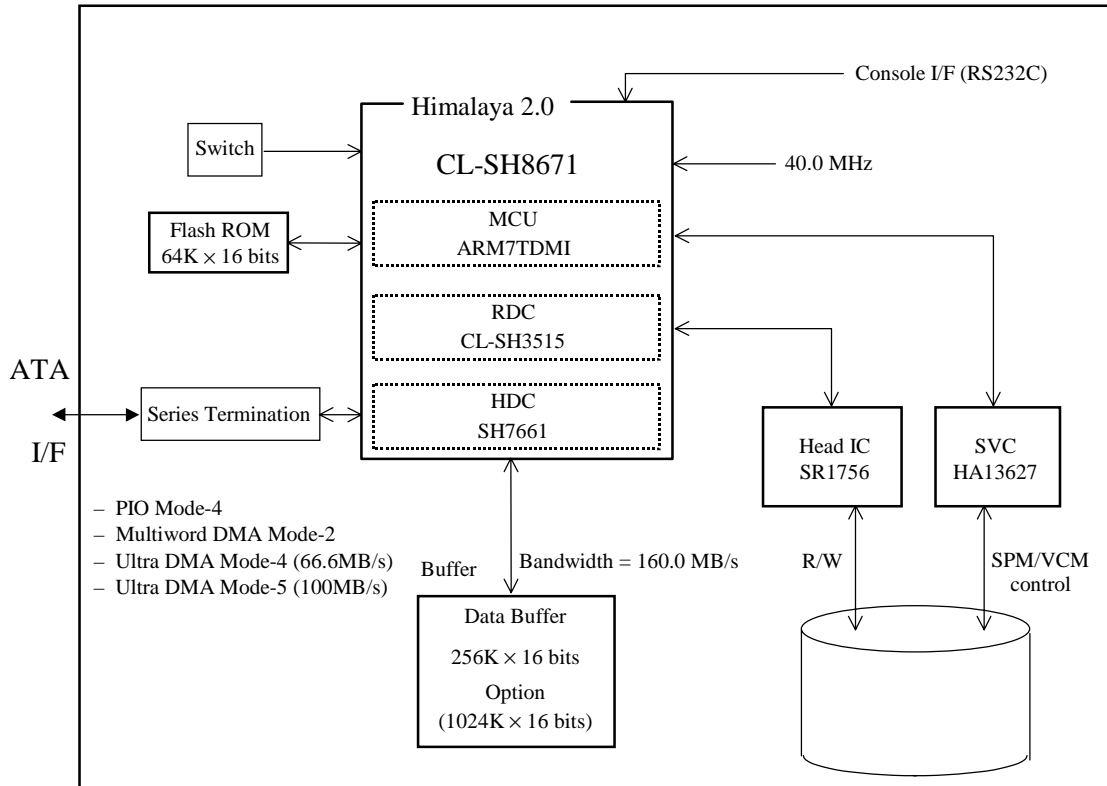 Console I/F (RS232C)
Himalaya 2.0
Switch
CL-SH8671
40.0 MHz
MCU
ARM7TDMI
Flash ROM
64K × 16 bits
RDC
CL-SH3515
ATA
I/F
Series Termination
HDC
SH7661
Head IC
SR1756
SVC
HA13627
– PIO Mode-4
– Multiword DMA Mode-2
– Ultra DMA Mode-4 (66.6MB/s)
– Ultra DMA Mode-5 (100MB/s)
Buffer
Bandwidth = 160.0 MB/s
R/W
SPM/VCM
control
Data Buffer
256K × 16 bits
Option
(1024K × 16 bits)